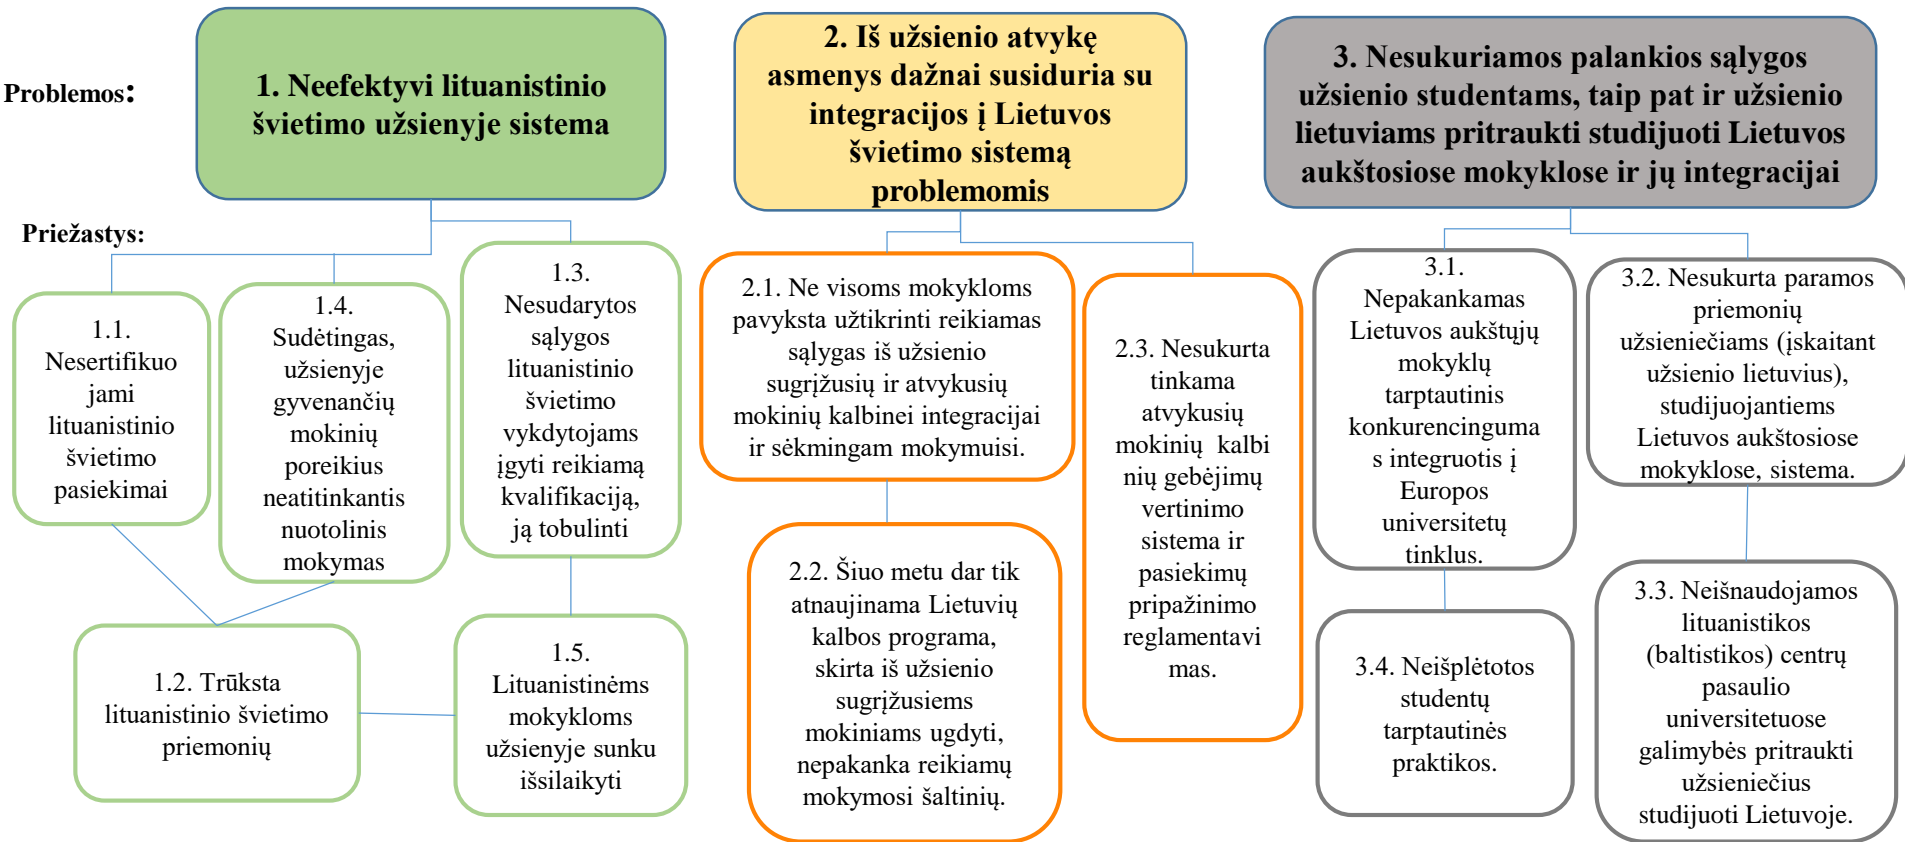 Problemos:
1. Neefektyvi lituanistinio
švietimo užsienyje sistema
2. Iš užsienio atvykę
asmenys dažnai susiduria su
integracijos į Lietuvos
švietimo sistemą
problemomis
3. Nesukuriamos palankios sąlygos
užsienio studentams, taip pat ir užsienio
lietuviams pritraukti studijuoti Lietuvos
aukštosiose mokyklose ir jų integracijai
Priežastys:
1.1.
Nesertifikuo
jami
lituanistinio
švietimo
pasiekimai
1.4.
Sudėtingas,
užsienyje
gyvenančių
mokinių
poreikius
neatitinkantis
nuotolinis
mokymas
1.3.
Nesudarytos
sąlygos
lituanistinio
švietimo
vykdytojams
įgyti reikiamą
kvalifikaciją,
ją tobulinti
1.2. Trūksta
lituanistinio švietimo
priemonių
1.5.
Lituanistinėms
mokykloms
užsienyje sunku
išsilaikyti
2.1. Ne visoms mokykloms
pavyksta užtikrinti reikiamas
sąlygas iš užsienio
sugrįžusių ir atvykusių
mokinių kalbinei integracijai
ir sėkmingam mokymuisi.
2.2. Šiuo metu dar tik
atnaujinama Lietuvių
kalbos programa,
skirta iš užsienio
sugrįžusiems
mokiniams ugdyti,
nepakanka reikiamų
mokymosi šaltinių.
2.3. Nesukurta
tinkama
atvykusių
mokinių kalbi
nių gebėjimų
vertinimo
sistema ir
pasiekimų
pripažinimo
reglamentavi
mas.
3.1.
Nepakankamas
Lietuvos aukštųjų
mokyklų
tarptautinis
konkurencinguma
s integruotis į
Europos
universitetų
tinklus.
3.4. Neišplėtotos
studentų
tarptautinės
praktikos.
3.2. Nesukurta paramos
priemonių
užsieniečiams (įskaitant
užsienio lietuvius),
studijuojantiems
Lietuvos aukštosiose
mokyklose, sistema.
3.3. Neišnaudojamos
lituanistikos
(baltistikos) centrų
pasaulio
universitetuose
galimybės pritraukti
užsieniečius
studijuoti Lietuvoje.